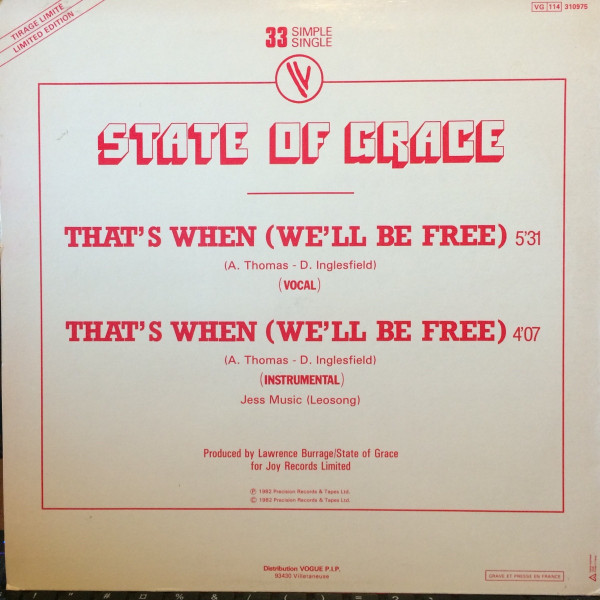 TIRAGE LIMITE
LIMITED EDITION
33 SIMPLE
SINGLE
VG 114 310975
STATE OF GRACE
THAT'S WHEN (WE'LL BE FREE) 5'31
(A. Thomas - D. Inglesfield)
(VOCAL)
THAT'S WHEN (WE'LL BE FREE) 4'07
(A. Thomas - D. Inglesfield)
(INSTRUMENTAL)
Jess Music (Leosong)
Produced by Lawrence Burrage/State of Grace
for Joy Records Limited
℗ 1982 Precision Records & Tapes Ltd.
© 1982 Precision Records & Tapes Ltd.
Distribution VOGUE P.I.P.
93430 Villetaneuse
GRAVE ET PRESSE EN FRANCE